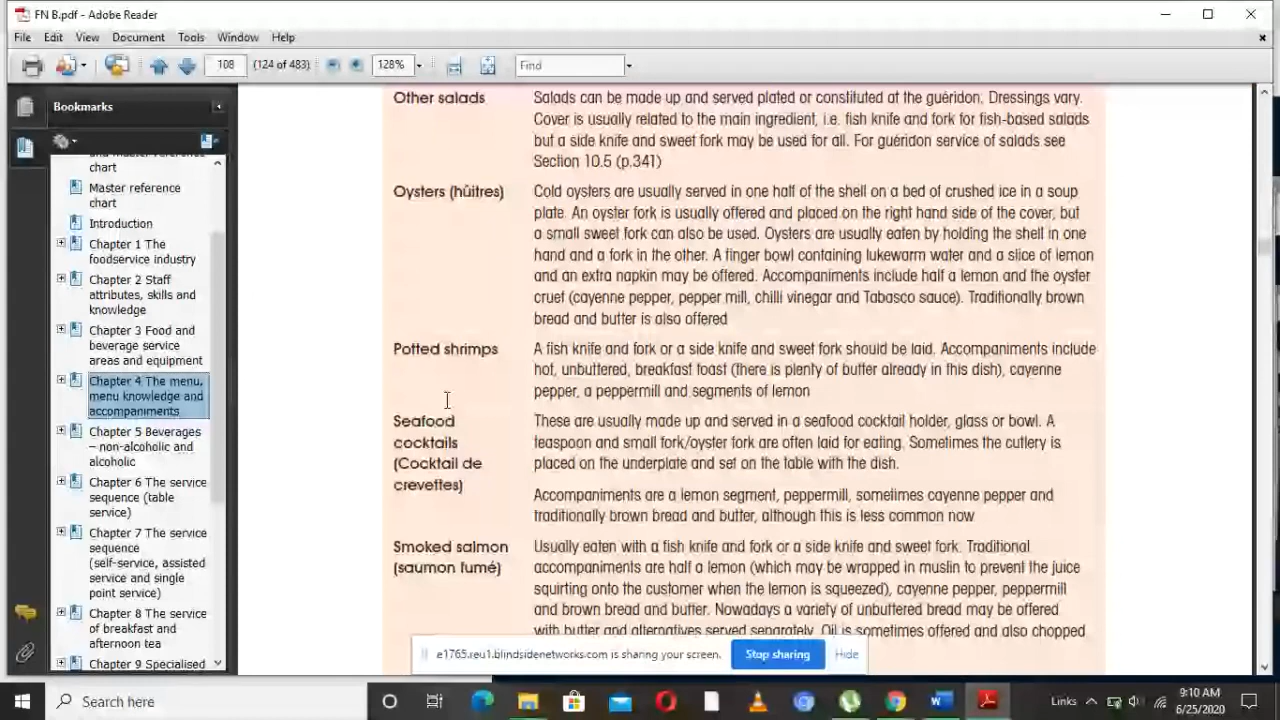 FN B.pdf - Adobe Reader
File Edit View Document Tools Window Help
108 (124 of 483) 128% Find
Bookmarks
and master reference
chart
Master reference
chart
Introduction
Chapter 1 The
foodservice industry
Chapter 2 Staff
attributes, skills and
knowledge
Chapter 3 Food and
beverage service
areas and equipment
Chapter 4 The menu,
menu knowledge and
accompaniments
Chapter 5 Beverages
– non-alcoholic and
alcoholic
Chapter 6 The service
sequence (table
service)
Chapter 7 The service
sequence
(self-service, assisted
service and single
point service)
Chapter 8 The service
of breakfast and
afternoon tea
Chapter 9 Specialised
Other salads
Salads can be made up and served plated or constituted at the guéridon. Dressings vary.
Cover is usually related to the main ingredient, i.e. fish knife and fork for fish-based salads
but a side knife and sweet fork may be used for all. For guéridon service of salads see
Section 10.5 (p.341)
Oysters (hûitres)
Cold oysters are usually served in one half of the shell on a bed of crushed ice in a soup
plate. An oyster fork is usually offered and placed on the right hand side of the cover, but
a small sweet fork can also be used. Oysters are usually eaten by holding the shell in one
hand and a fork in the other. A finger bowl containing lukewarm water and a slice of lemon
and an extra napkin may be offered. Accompaniments include half a lemon and the oyster
cruet (cayenne pepper, pepper mill, chilli vinegar and Tabasco sauce). Traditionally brown
bread and butter is also offered
Potted shrimps
A fish knife and fork or a side knife and sweet fork should be laid. Accompaniments include
hot, unbuttered, breakfast toast (there is plenty of butter already in this dish), cayenne
pepper, a peppermill and segments of lemon
Seafood
cocktails
(Cocktail de
crevettes)
These are usually made up and served in a seafood cocktail holder, glass or bowl. A
teaspoon and small fork/oyster fork are often laid for eating. Sometimes the cutlery is
placed on the underplate and set on the table with the dish.
Accompaniments are a lemon segment, peppermill, sometimes cayenne pepper and
traditionally brown bread and butter, although this is less common now
Smoked salmon
(saumon fumé)
Usually eaten with a fish knife and fork or a side knife and sweet fork. Traditional
accompaniments are half a lemon (which may be wrapped in muslin to prevent the juice
squirting onto the customer when the lemon is squeezed), cayenne pepper, peppermill
and brown bread and butter. Nowadays a variety of unbuttered bread may be offered
with butter and alternatives served separately. Oil is sometimes offered and also chopped
e1765.reu1.blindsidenetworks.com is sharing your screen. Stop sharing Hide
Search here
Links
9:10 AM
6/25/2020